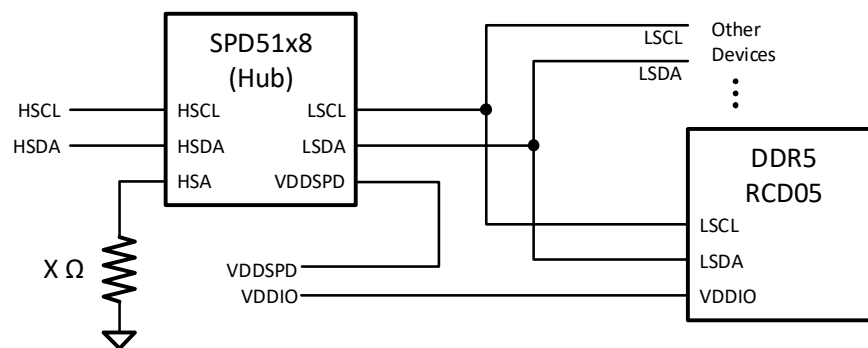 SPD51x8
(Hub)
HSCL
HSDA
HSCL
HSDA
HSA
LSCL
LSDA
VDDSPD
X Ω
VDDSPD
VDDIO
LSCL
LSDA
Other
Devices
DDR5
RCD05
LSCL
LSDA
VDDIO